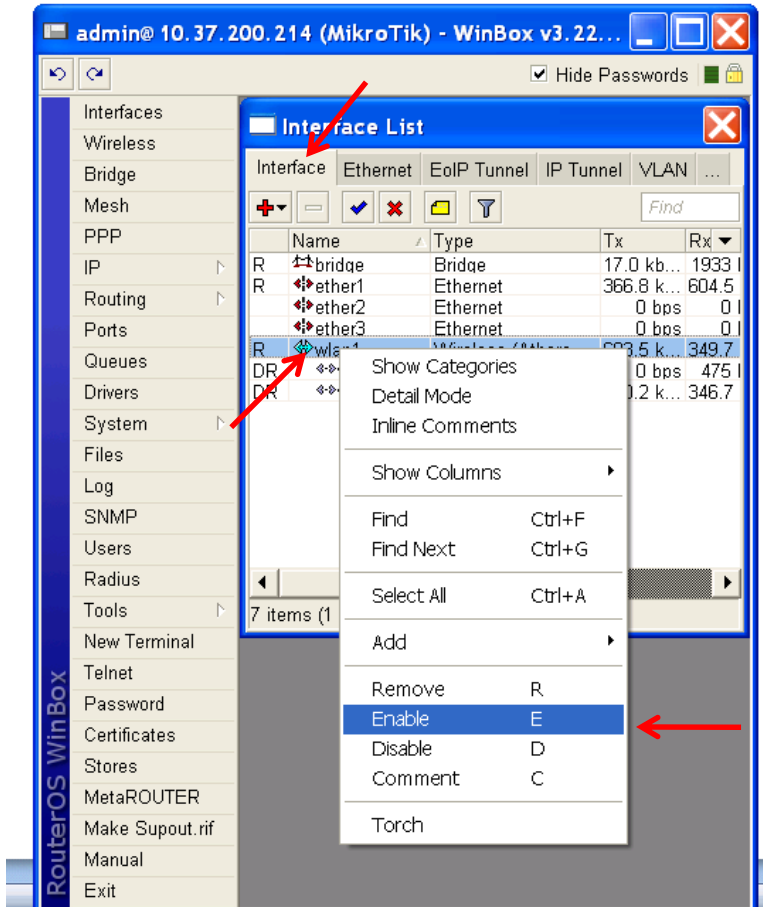 admin@ 10.37.200.214 (MikroTik) - WinBox v3.22...
Hide Passwords
Interfaces
Wireless
Bridge
Mesh
PPP
IP
Routing
Ports
Queues
Drivers
System
Files
Log
SNMP
Users
Radius
Tools
New Terminal
Telnet
Password
Certificates
Stores
MetaROUTER
Make Supout.rif
Manual
Exit
RouterOS WinBox
Interface List
Interface Ethernet EoIP Tunnel IP Tunnel VLAN ...
Find
Name Type Tx Rx
R bridge Bridge 17.0 kb... 1933
R ether1 Ethernet 366.8 k... 604.5
ether2 Ethernet 0 bps 0
ether3 Ethernet 0 bps 0
R wlan1 Wireless 349.7
DR 0 bps 475
DR 346.7
7 items (1
Show Categories
Detail Mode
Inline Comments
Show Columns
Find Ctrl+F
Find Next Ctrl+G
Select All Ctrl+A
Add
Remove R
Enable E
Disable D
Comment C
Torch